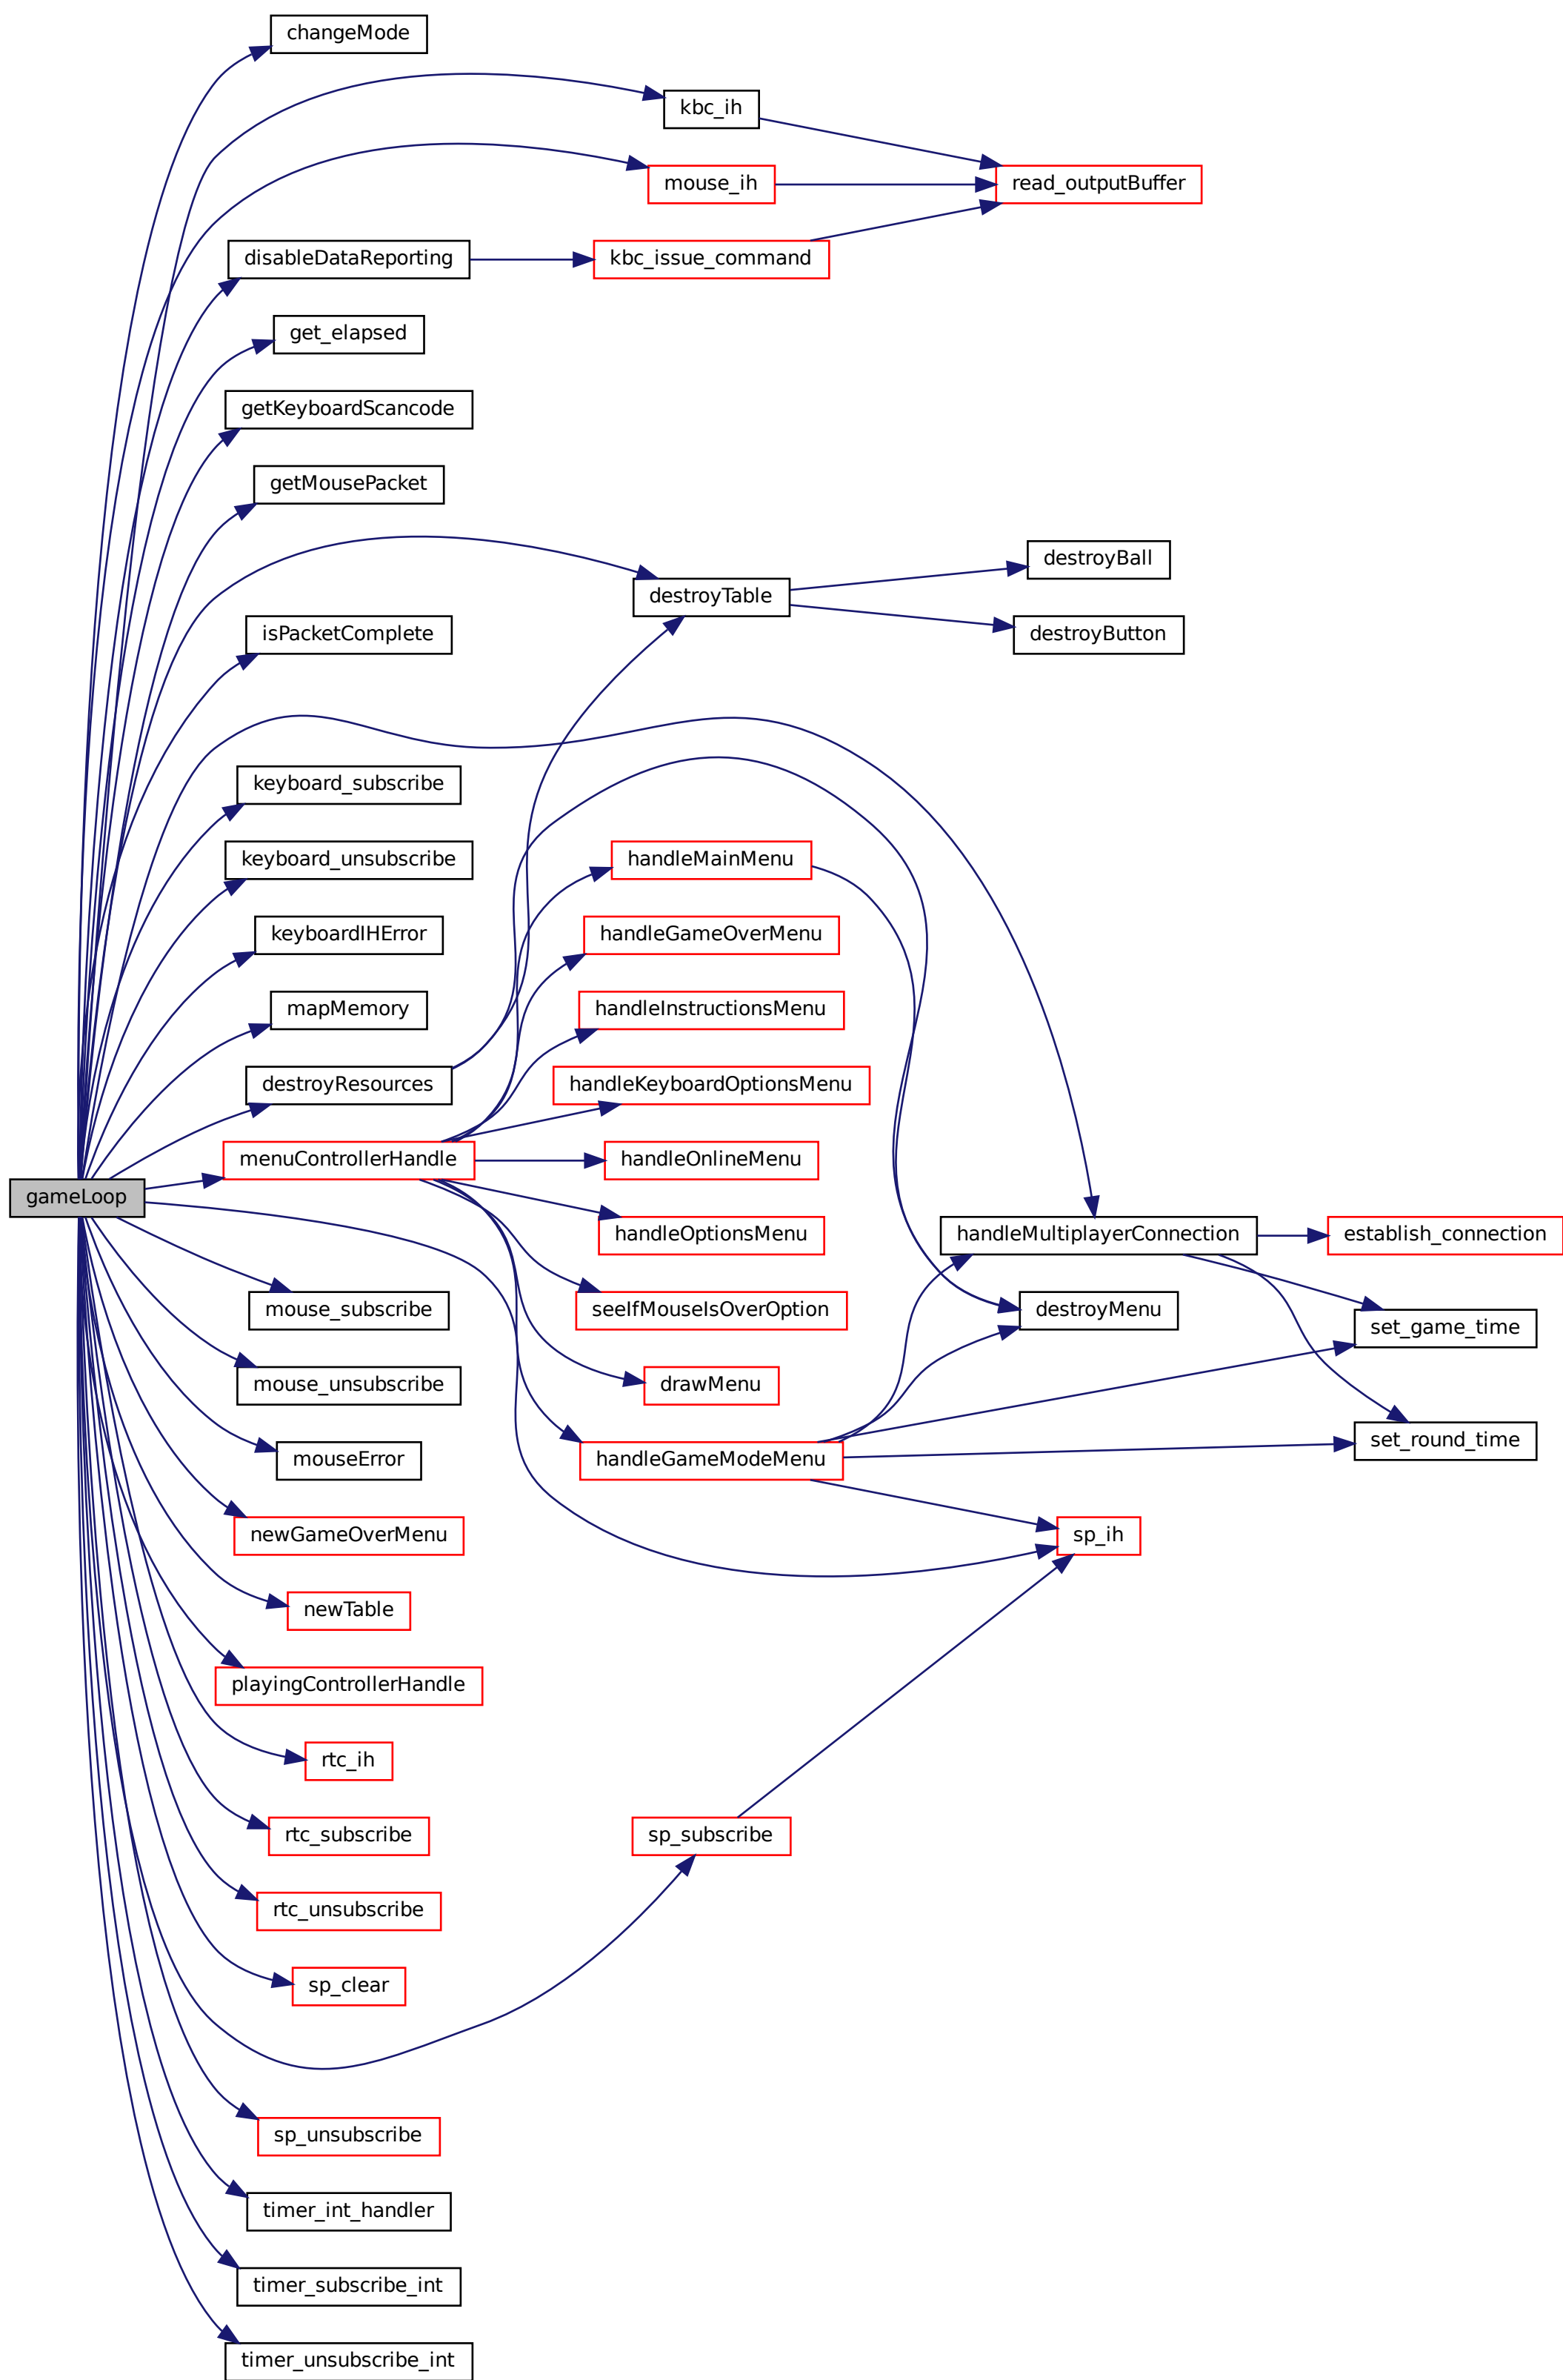 changeMode
kbc_ih
mouse_ih
read_outputBuffer
disableDataReporting
kbc_issue_command
get_elapsed
getKeyboardScancode
getMousePacket
destroyBall
destroyTable
isPacketComplete
destroyButton
keyboard_subscribe
keyboard_unsubscribe
handleMainMenu
keyboardIHError
handleGameOverMenu
mapMemory
handleInstructionsMenu
destroyResources
handleKeyboardOptionsMenu
menuControllerHandle
handleOnlineMenu
gameLoop
handleOptionsMenu
handleMultiplayerConnection
establish_connection
mouse_subscribe
seeIfMouseIsOverOption
destroyMenu
set_game_time
mouse_unsubscribe
drawMenu
mouseError
handleGameModeMenu
set_round_time
newGameOverMenu
sp_ih
newTable
playingControllerHandle
rtc_ih
rtc_subscribe
sp_subscribe
rtc_unsubscribe
sp_clear
sp_unsubscribe
timer_int_handler
timer_subscribe_int
timer_unsubscribe_int